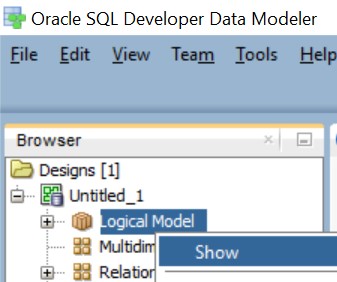 Oracle SQL Developer Data Modeler
File Edit View Team Tools Help
Browser
Designs [1]
Untitled_1
Logical Model
Multidim
Show
Relation